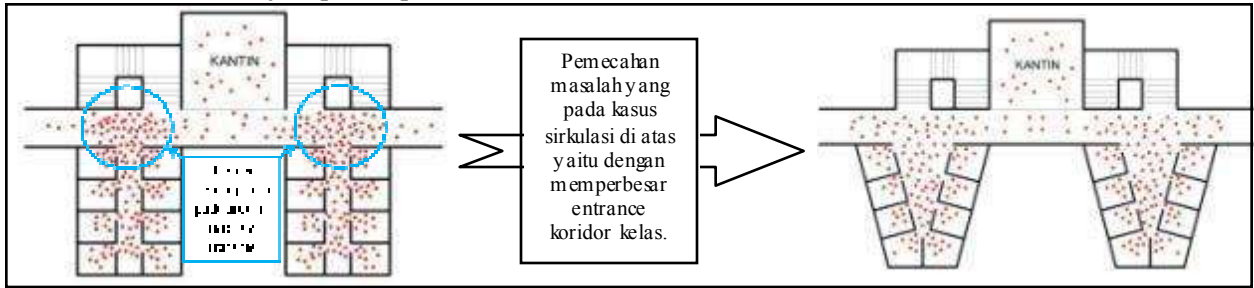 KANTIN
Pemecahan
masalah yang
pada kasus
sirkulasi di atas
yaitu dengan
memperbesar
entrance
koridor kelas.
KANTIN